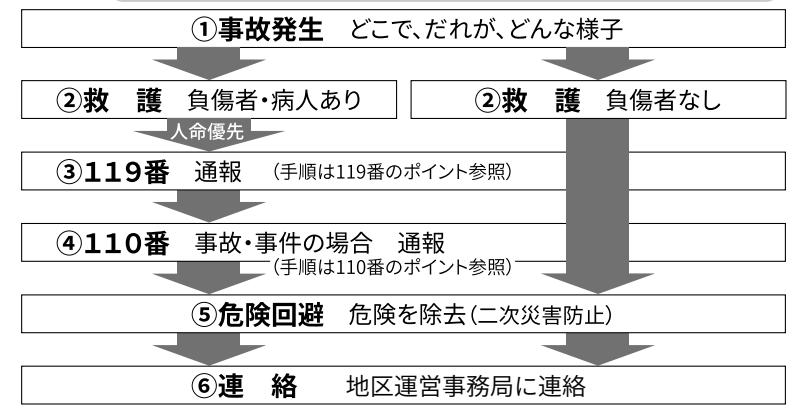 ①事故発生　どこで、だれが、どんな様子
②救　護　負傷者・病人あり
②救　護　負傷者なし
人命優先
③119番　通報　（手順は119番のポイント参照）
④110番　事故・事件の場合　通報
（手順は110番のポイント参照）
⑤危険回避　危険を除去（二次災害防止）
⑥連　絡　地区運営事務局に連絡